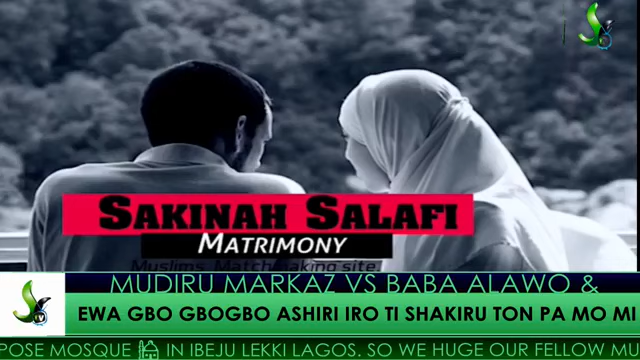 SAKINAH SALAFI
MATRIMONY
Muslims Matchmaking site
MUDIRU MARKAZ VS BABA ALAWO &
EWA GBO GBOGBO ASHIRI IRO TI SHAKIRU TON PA MO MI
POSE MOSQUE 🕌 IN IBEJU LEKKI LAGOS. SO WE HUGE OUR FELLOW MU